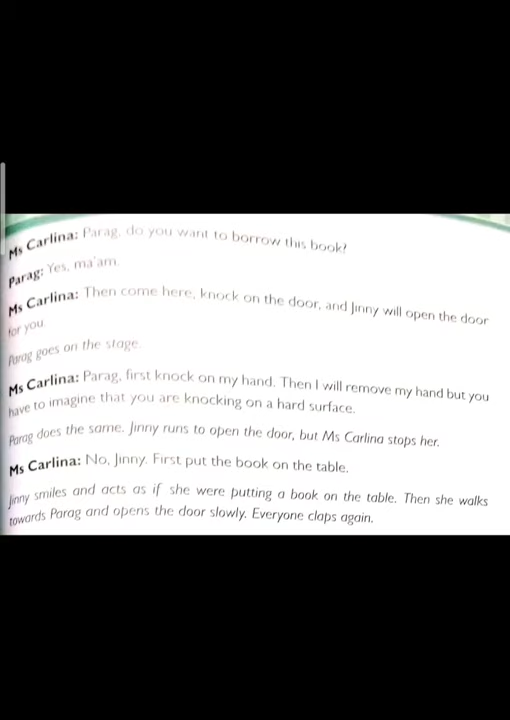 Ms Carlina: Parag, do you want to borrow this book?
Parag: Yes, ma'am.
Ms Carlina: Then come here, knock on the door, and Jinny will open the door
for you.
Parag goes on the stage.
Ms Carlina: Parag, first knock on my hand. Then I will remove my hand but you
have to imagine that you are knocking on a hard surface.
Parag does the same. Jinny runs to open the door, but Ms Carlina stops her.
Ms Carlina: No, Jinny. First put the book on the table.
Jinny smiles and acts as if she were putting a book on the table. Then she walks
towards Parag and opens the door slowly. Everyone claps again.